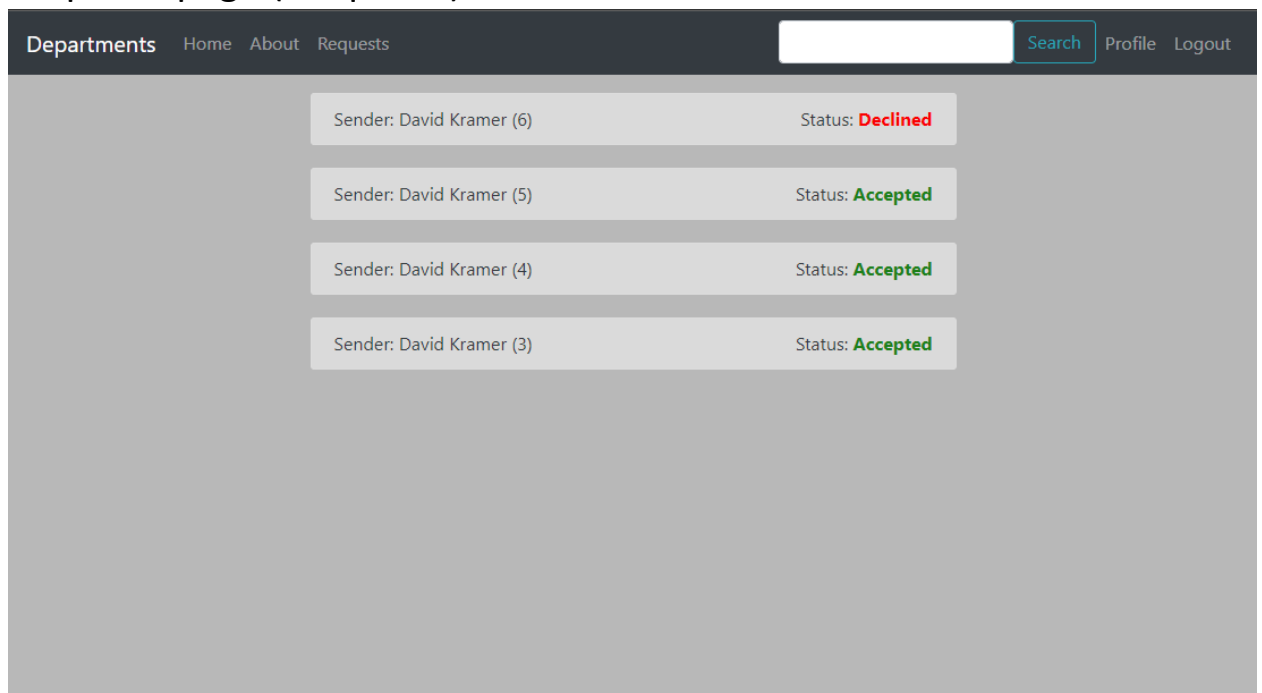 Departments Home About Requests Search Profile Logout
Sender: David Kramer (6) Status: Declined
Sender: David Kramer (5) Status: Accepted
Sender: David Kramer (4) Status: Accepted
Sender: David Kramer (3) Status: Accepted